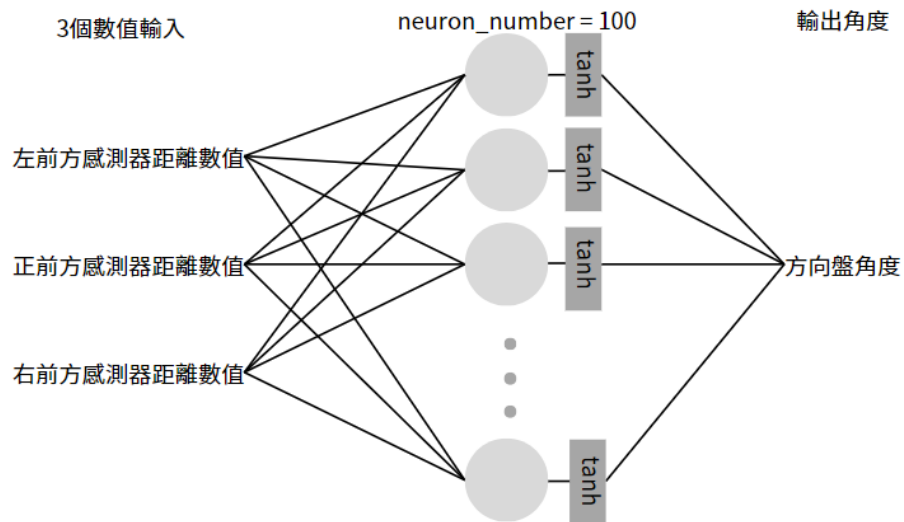 3個數值輸入
neuron_number = 100
輸出角度
左前方感測器距離數值
正前方感測器距離數值
右前方感測器距離數值
tanh
tanh
tanh
tanh
方向盤角度